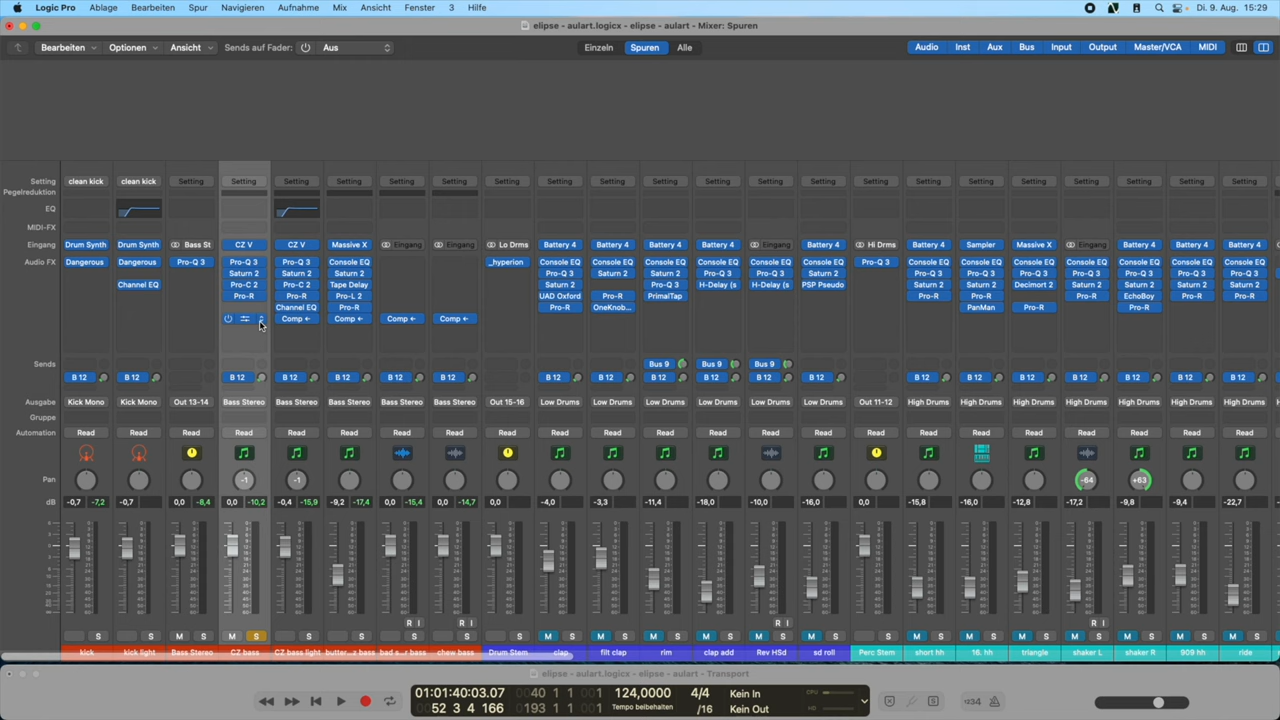 Logic Pro Ablage Bearbeiten Spur Navigieren Aufnahme Mix Ansicht Fenster 3 Hilfe Di. 9. Aug. 15:29
elipse - aulart.logicx - elipse - aulart - Mixer: Spuren
Bearbeiten Optionen Ansicht Sends auf Fader: Aus Einzeln Spuren Alle Audio Inst Aux Bus Input Output Master/VCA MIDI
Setting clean kick clean kick Setting Setting Setting Setting Setting Setting Setting Setting Setting Setting Setting Setting Setting Setting Setting Setting Setting Setting Setting Setting Setting
Pegelreduktion
EQ
MIDI-FX
Eingang Drum Synth Drum Synth Bass St CZ V CZ V Massive X Eingang Eingang Lo Drms Battery 4 Battery 4 Battery 4 Battery 4 Eingang Battery 4 Hi Drms Battery 4 Sampler Massive X Eingang Battery 4 Battery 4 Battery 4
Audio FX Dangerous Dangerous Pro-Q 3 Pro-Q 3 Pro-Q 3 Console EQ _hyperion Console EQ Console EQ Console EQ Console EQ Console EQ Console EQ Pro-Q 3 Console EQ Console EQ Console EQ Console EQ Console EQ Console EQ Console EQ
Saturn 2 Saturn 2 Saturn 2 Pro-Q 3 Saturn 2 Pro-Q 3 Pro-Q 3 Pro-Q 3 Saturn 2 Pro-Q 3 Pro-Q 3 Pro-Q 3 Pro-Q 3 Pro-Q 3 Pro-Q 3 Pro-Q 3
Channel EQ Pro-C 2 Pro-C 2 Tape Delay Saturn 2 Pro-Q 3 H-Delay (s H-Delay (s PSP Pseudo Saturn 2 Saturn 2 Decimort 2 Saturn 2 Saturn 2 Saturn 2 Saturn 2
Pro-R Pro-R Pro-L 2 UAD Oxford Pro-R PrimalTap Pro-R Pro-R Pro-R EchoBoy Pro-R Pro-R
Channel EQ Pro-R Pro-R OneKnob... PanMan Pro-R Pro-R
Comp ← Comp ← Comp ← Comp ←
Sends Bus 9 Bus 9 Bus 9
B 12 B 12 B 12 B 12 B 12 B 12 B 12 B 12 B 12 B 12 B 12 B 12 B 12 B 12 B 12 B 12 B 12 B 12 B 12 B 12
Ausgabe Kick Mono Kick Mono Out 13-14 Bass Stereo Bass Stereo Bass Stereo Bass Stereo Bass Stereo Out 15-16 Low Drums Low Drums Low Drums Low Drums Low Drums Low Drums Out 11-12 High Drums High Drums High Drums High Drums High Drums High Drums High Drums
Gruppe
Automation Read Read Read Read Read Read Read Read Read Read Read Read Read Read Read Read Read Read Read Read Read Read Read
Pan -1 -1 -64 +63
dB -0,7 -7,2 -0,7 0,0 -8,4 0,0 -10,2 -0,4 -15,9 -9,2 -17,4 0,0 -15,4 0,0 -14,7 0,0 -4,0 -3,3 -11,4 -18,0 -10,0 -16,0 0,0 -15,8 -16,0 -12,8 -17,2 -9,8 -9,4 -22,7
R I R I R I R I
S S M S M S S S S S S M S M S M S M S M S M S S M S M S M S M S M S M S M S
kick kick light Bass Stereo CZ bass CZ bass light butter...z bass bad s...r bass chew bass Drum Stem clap filt clap rim clap add Rev HSd sd roll Perc Stem short hh 16. hh triangle shaker L shaker R 909 hh ride
elipse - aulart.logicx - elipse - aulart - Transport
01:01:40:03.07 0040 1 1 001 124,0000 4/4 Kein In CPU
52 3 4 166 0193 1 1 001 Tempo beibehalten /16 Kein Out HD
S 1234